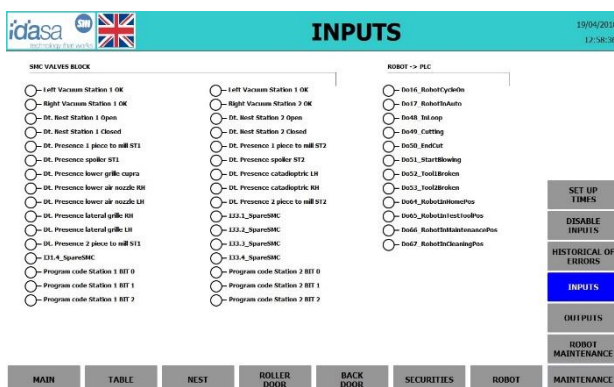 idasa
SM
technology that works
INPUTS
19/04/201
12:58:36
SMC VALVES BLOCK
Left Vacuum Station 1 OK
Right Vacuum Station 1 OK
Dt. Nest Station 1 Open
Dt. Nest Station 1 Closed
Dt. Presence 1 piece to mill ST1
Dt. Presence spoiler ST1
Dt. Presence lower grille cupra
Dt. Presence lower air nozzle RH
Dt. Presence lower air nozzle LH
Dt. Presence lateral grille RH
Dt. Presence lateral grille LH
Dt. Presence 2 piece to mill ST1
I31.4_SpareSMC
Program code Station 1 BIT 0
Program code Station 1 BIT 1
Program code Station 1 BIT 2
Left Vacuum Station 1 OK
Right Vacuum Station 2 OK
Dt. Nest Station 2 Open
Dt. Nest Station 2 Closed
Dt. Presence 1 piece to mill ST2
Dt. Presence spoiler ST2
Dt. Presence catadioptric LH
Dt. Presence catadioptric RH
Dt. Presence 2 piece to mill ST2
I33.1_SpareSMC
I33.2_SpareSMC
I33.3_SpareSMC
I33.4_SpareSMC
Program code Station 2 BIT 0
Program code Station 2 BIT 1
Program code Station 2 BIT 2
ROBOT -> PLC
Do16_RobotCycleOn
Do17_RobotInAuto
Do48_InLoop
Do49_Cutting
Do50_EndCut
Do51_StartBlowing
Do52_Tool1Broken
Do53_Tool2Broken
Do64_RobotInHomePos
Do65_RobotInTestToolPos
Do66_RobotInMaintenancePos
Do67_RobotInCleaningPos
SET UP
TIMES
DISABLE
INPUTS
HISTORICAL OF
ERRORS
INPUTS
OUTPUTS
ROBOT
MAINTENANCE
MAIN
TABLE
NEST
ROLLER
DOOR
BACK
DOOR
SECURITIES
ROBOT
MAINTENANCE